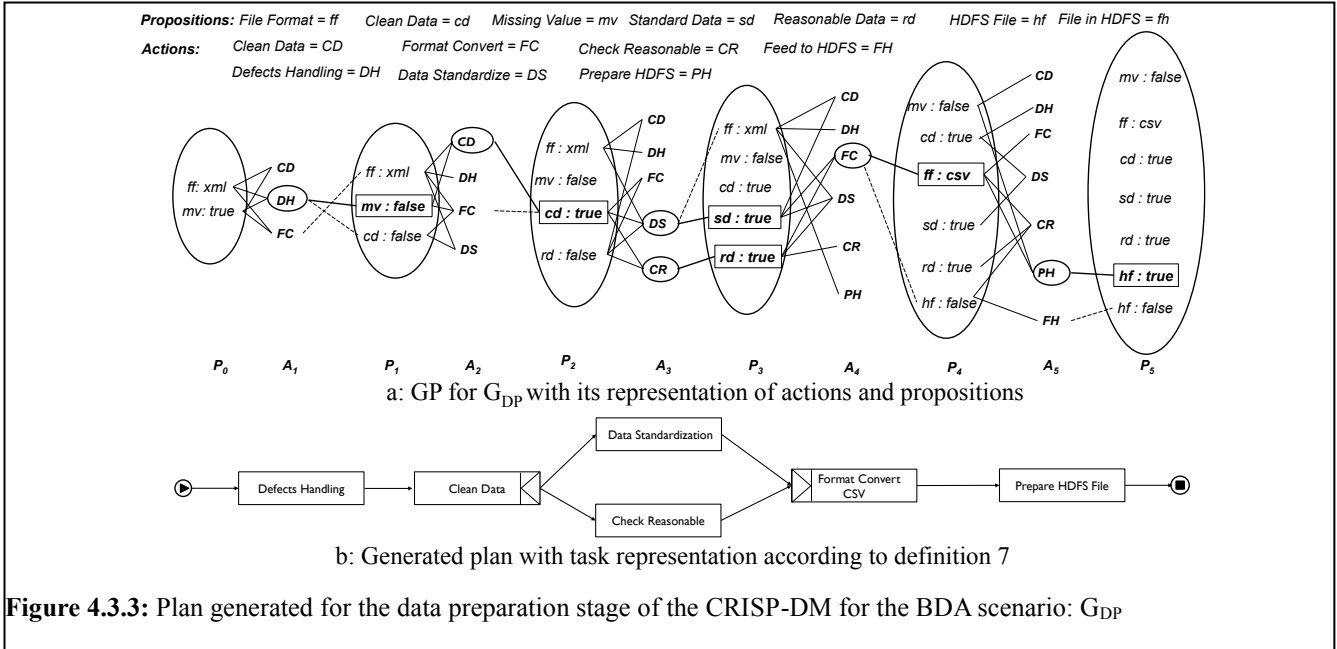 Propositions: File Format = ff Clean Data = cd Missing Value = mv Standard Data = sd Reasonable Data = rd HDFS File = hf File in HDFS = fh
Actions: Clean Data = CD Format Convert = FC Check Reasonable = CR Feed to HDFS = FH
Defects Handling = DH Data Standardize = DS Prepare HDFS = PH
ff: xml
mv: true
CD
DH
FC
ff : xml
mv : false
cd : false
CD
DH
FC
DS
ff : xml
mv : false
cd : true
rd : false
CD
DH
FC
DS
CR
ff : xml
mv : false
cd : true
sd : true
rd : true
CD
DH
FC
DS
CR
PH
mv : false
cd : true
ff : csv
sd : true
rd : true
hf : false
CD
DH
FC
DS
CR
PH
FH
mv : false
ff : csv
cd : true
sd : true
rd : true
hf : true
hf : false
P0 A1 P1 A2 P2 A3 P3 A4 P4 A5 P5
a: GP for GDP with its representation of actions and propositions
Defects Handling
Clean Data
Data Standardization
Check Reasonable
Format Convert
CSV
Prepare HDFS File
b: Generated plan with task representation according to definition 7
Figure 4.3.3: Plan generated for the data preparation stage of the CRISP-DM for the BDA scenario: GDP